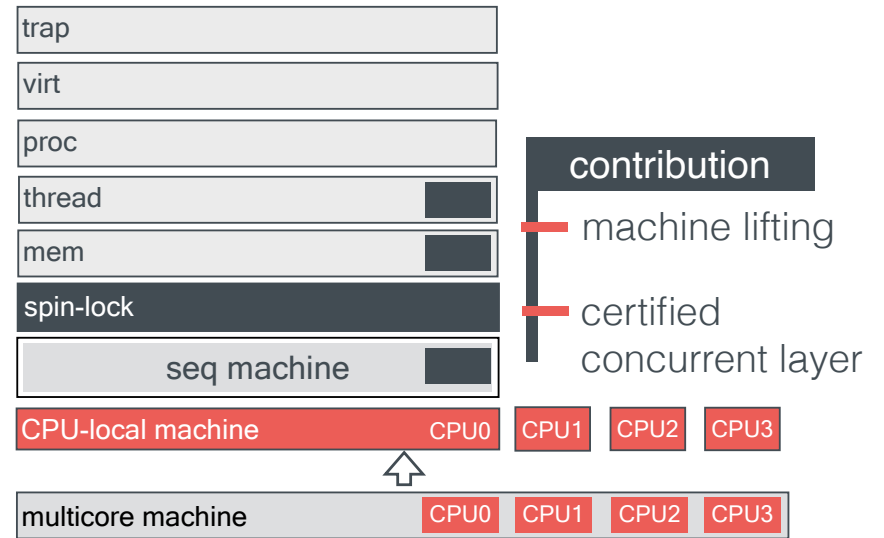 trap
virt
proc
thread
mem
spin-lock
seq machine
CPU-local machine CPU0 CPU1 CPU2 CPU3
multicore machine CPU0 CPU1 CPU2 CPU3
contribution
machine lifting
certified
concurrent layer